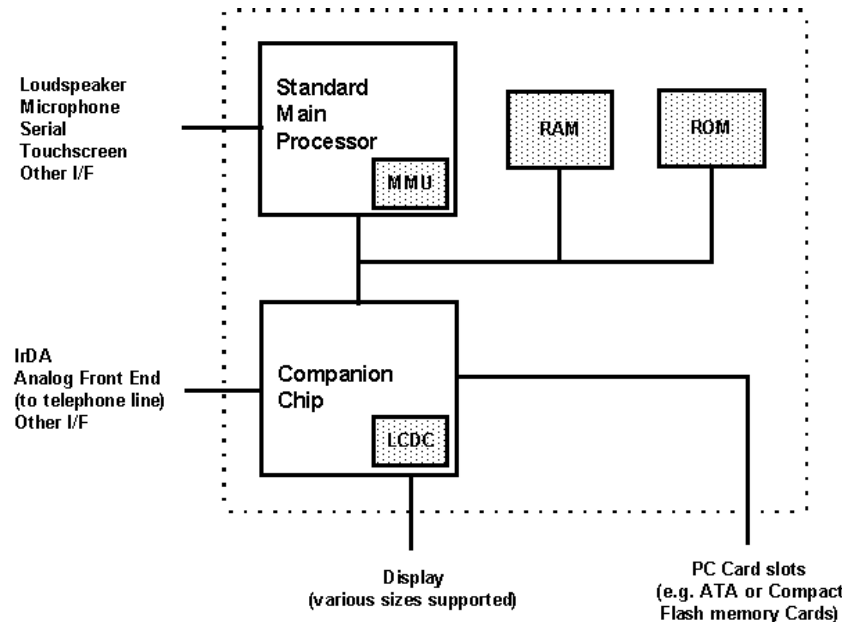 Loudspeaker
Microphone
Serial
Touchscreen
Other I/F
Standard
Main
Processor
MMU
RAM
ROM
IrDA
Analog Front End
(to telephone line)
Other I/F
Companion
Chip
LCDC
Display
(various sizes supported)
PC Card slots
(e.g. ATA or Compact
Flash memory Cards)